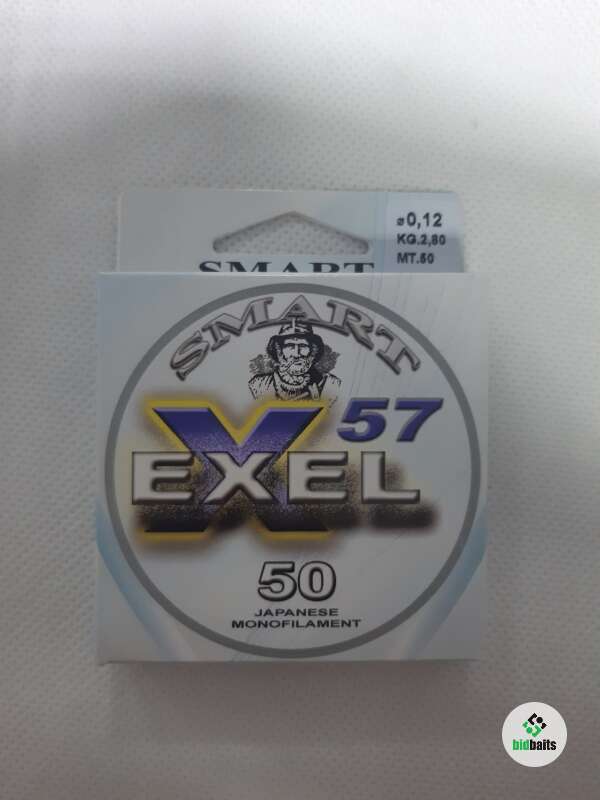 ø0,12
KG.2,80
MT.50
SMART
SMART
57
EXEL
50
JAPANESE
MONOFILAMENT
bidbaits